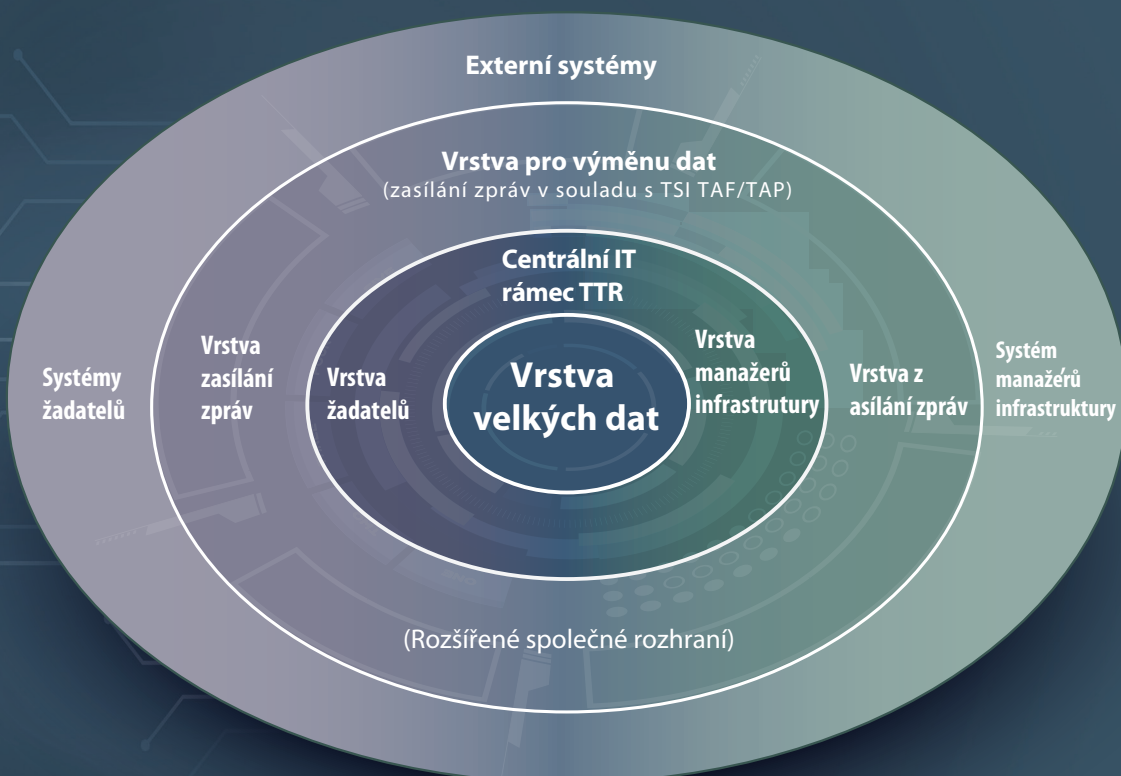 Externí systémy
Vrstva pro výměnu dat
(zasílání zpráv v souladu s TSI TAF/TAP)
Centrální IT
rámec TTR
Systémy
žadatelů
Vrstva
zasílání
zpráv
Vrstva
žadatelů
Vrstva
velkých dat
Vrstva
manažerů
infrastrutury
Vrstva z
asílání zpráv
Systém
manažérů
infrastruktury
(Rozšířené společné rozhraní)